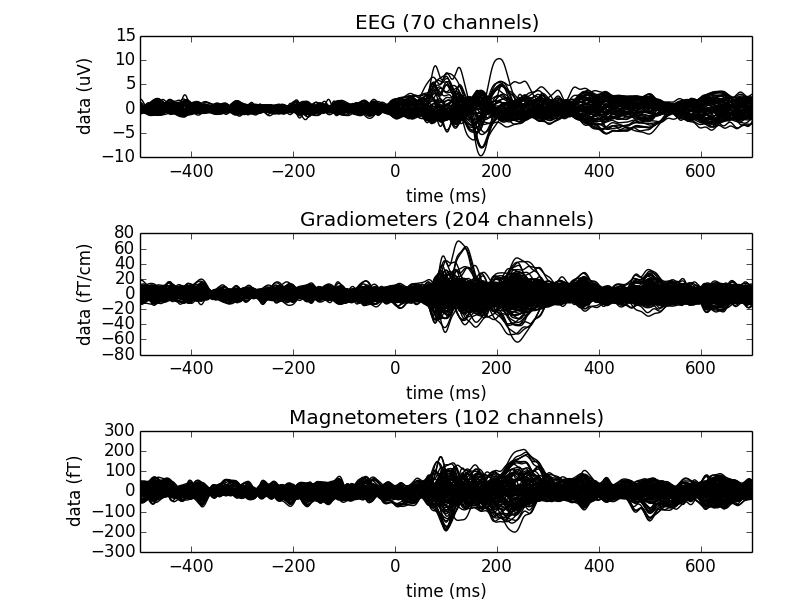 EEG (70 channels)
15
10
5
0
−5
−10
data (uV)
−400 −200 0 200 400 600
time (ms)
Gradiometers (204 channels)
80
60
40
20
0
−20
−40
−60
−80
data (fT/cm)
−400 −200 0 200 400 600
time (ms)
Magnetometers (102 channels)
300
200
100
0
−100
−200
−300
data (fT)
−400 −200 0 200 400 600
time (ms)